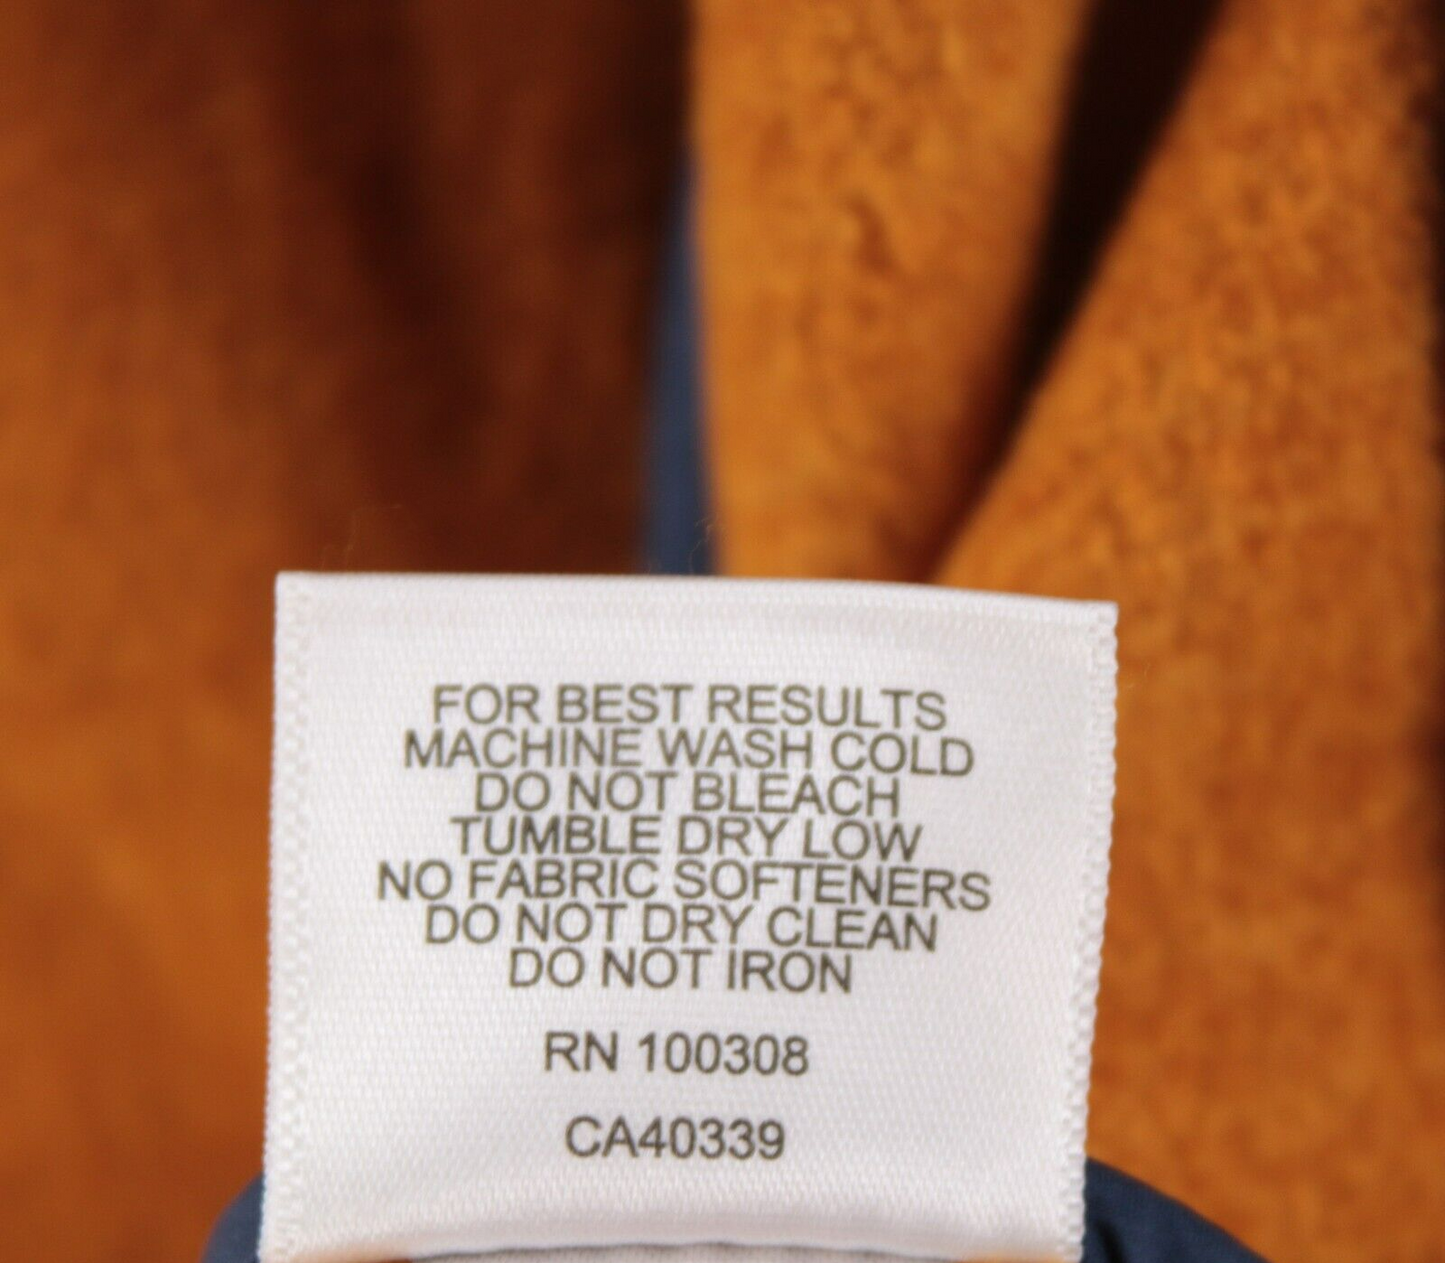 FOR BEST RESULTS
MACHINE WASH COLD
DO NOT BLEACH
TUMBLE DRY LOW
NO FABRIC SOFTENERS
DO NOT DRY CLEAN
DO NOT IRON
RN 100308
CA40339